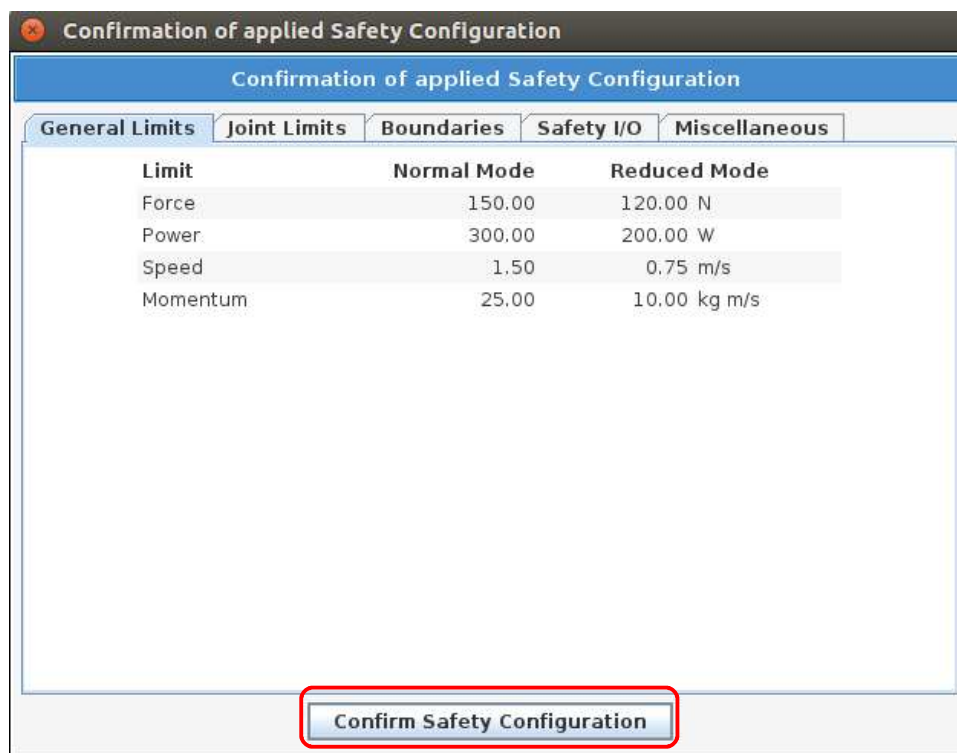 Confirmation of applied Safety Configuration
Confirmation of applied Safety Configuration
General Limits Joint Limits Boundaries Safety I/O Miscellaneous
Limit Normal Mode Reduced Mode
Force 150.00 120.00 N
Power 300.00 200.00 W
Speed 1.50 0.75 m/s
Momentum 25.00 10.00 kg m/s
Confirm Safety Configuration